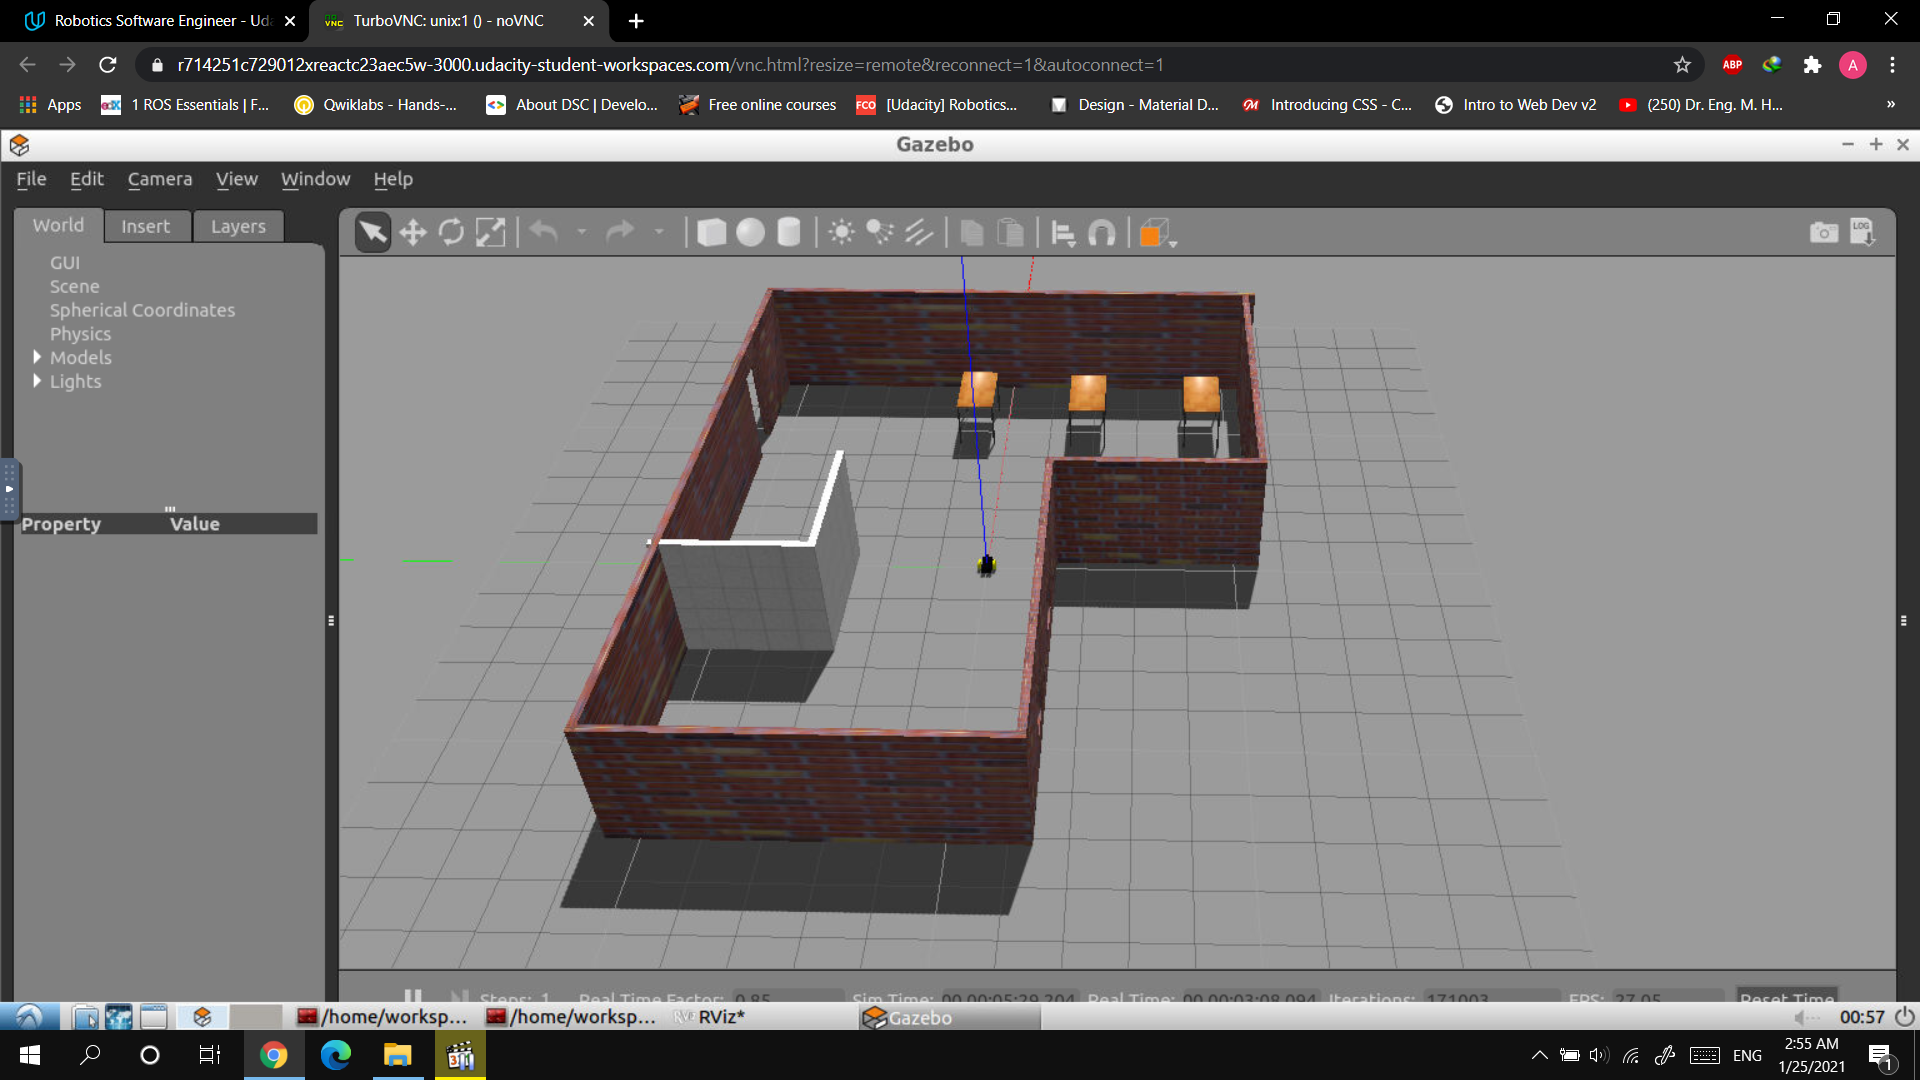 Robotics Software Engineer - Uda
TurboVNC: unix:1 () - noVNC
r714251c729012xreactc23aec5w-3000.udacity-student-workspaces.com/vnc.html?resize=remote&reconnect=1&autoconnect=1
ABP
A
Apps
1 ROS Essentials | F...
Qwiklabs - Hands-...
About DSC | Develo...
Free online courses
FCO
[Udacity] Robotics...
Design - Material D...
Introducing CSS - C...
Intro to Web Dev v2
(250) Dr. Eng. M. H...
»
Gazebo
File Edit Camera View Window Help
World Insert Layers
LOG
GUI
Scene
Spherical Coordinates
Physics
Models
Lights
Property Value
Steps: 1 Real Time Factor: 0.85 Sim Time: 00 00:05:29.204 Real Time: 00 00:03:08.094 Iterations: 171003 FPS: 27.05 Reset Time
/home/worksp...
/home/worksp...
RViz*
Gazebo
00:57
ENG
2:55 AM
1/25/2021
1